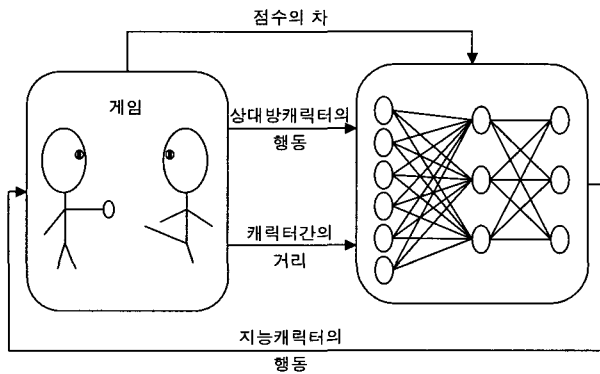 점수의 차
게임
상대방캐릭터의
행동
캐릭터간의
거리
지능캐릭터의
행동